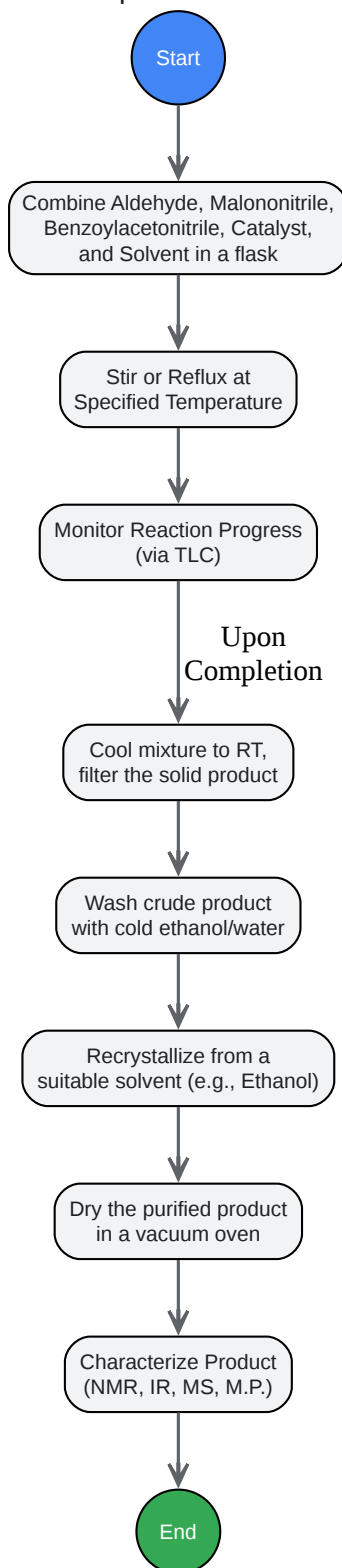 Start
Combine Aldehyde, Malononitrile,
Benzoylacetonitrile, Catalyst,
and Solvent in a flask
Stir or Reflux at
Specified Temperature
Monitor Reaction Progress
(via TLC)
Upon
Completion
Cool mixture to RT,
filter the solid product
Wash crude product
with cold ethanol/water
Recrystallize from a
suitable solvent (e.g., Ethanol)
Dry the purified product
in a vacuum oven
Characterize Product
(NMR, IR, MS, M.P.)
End